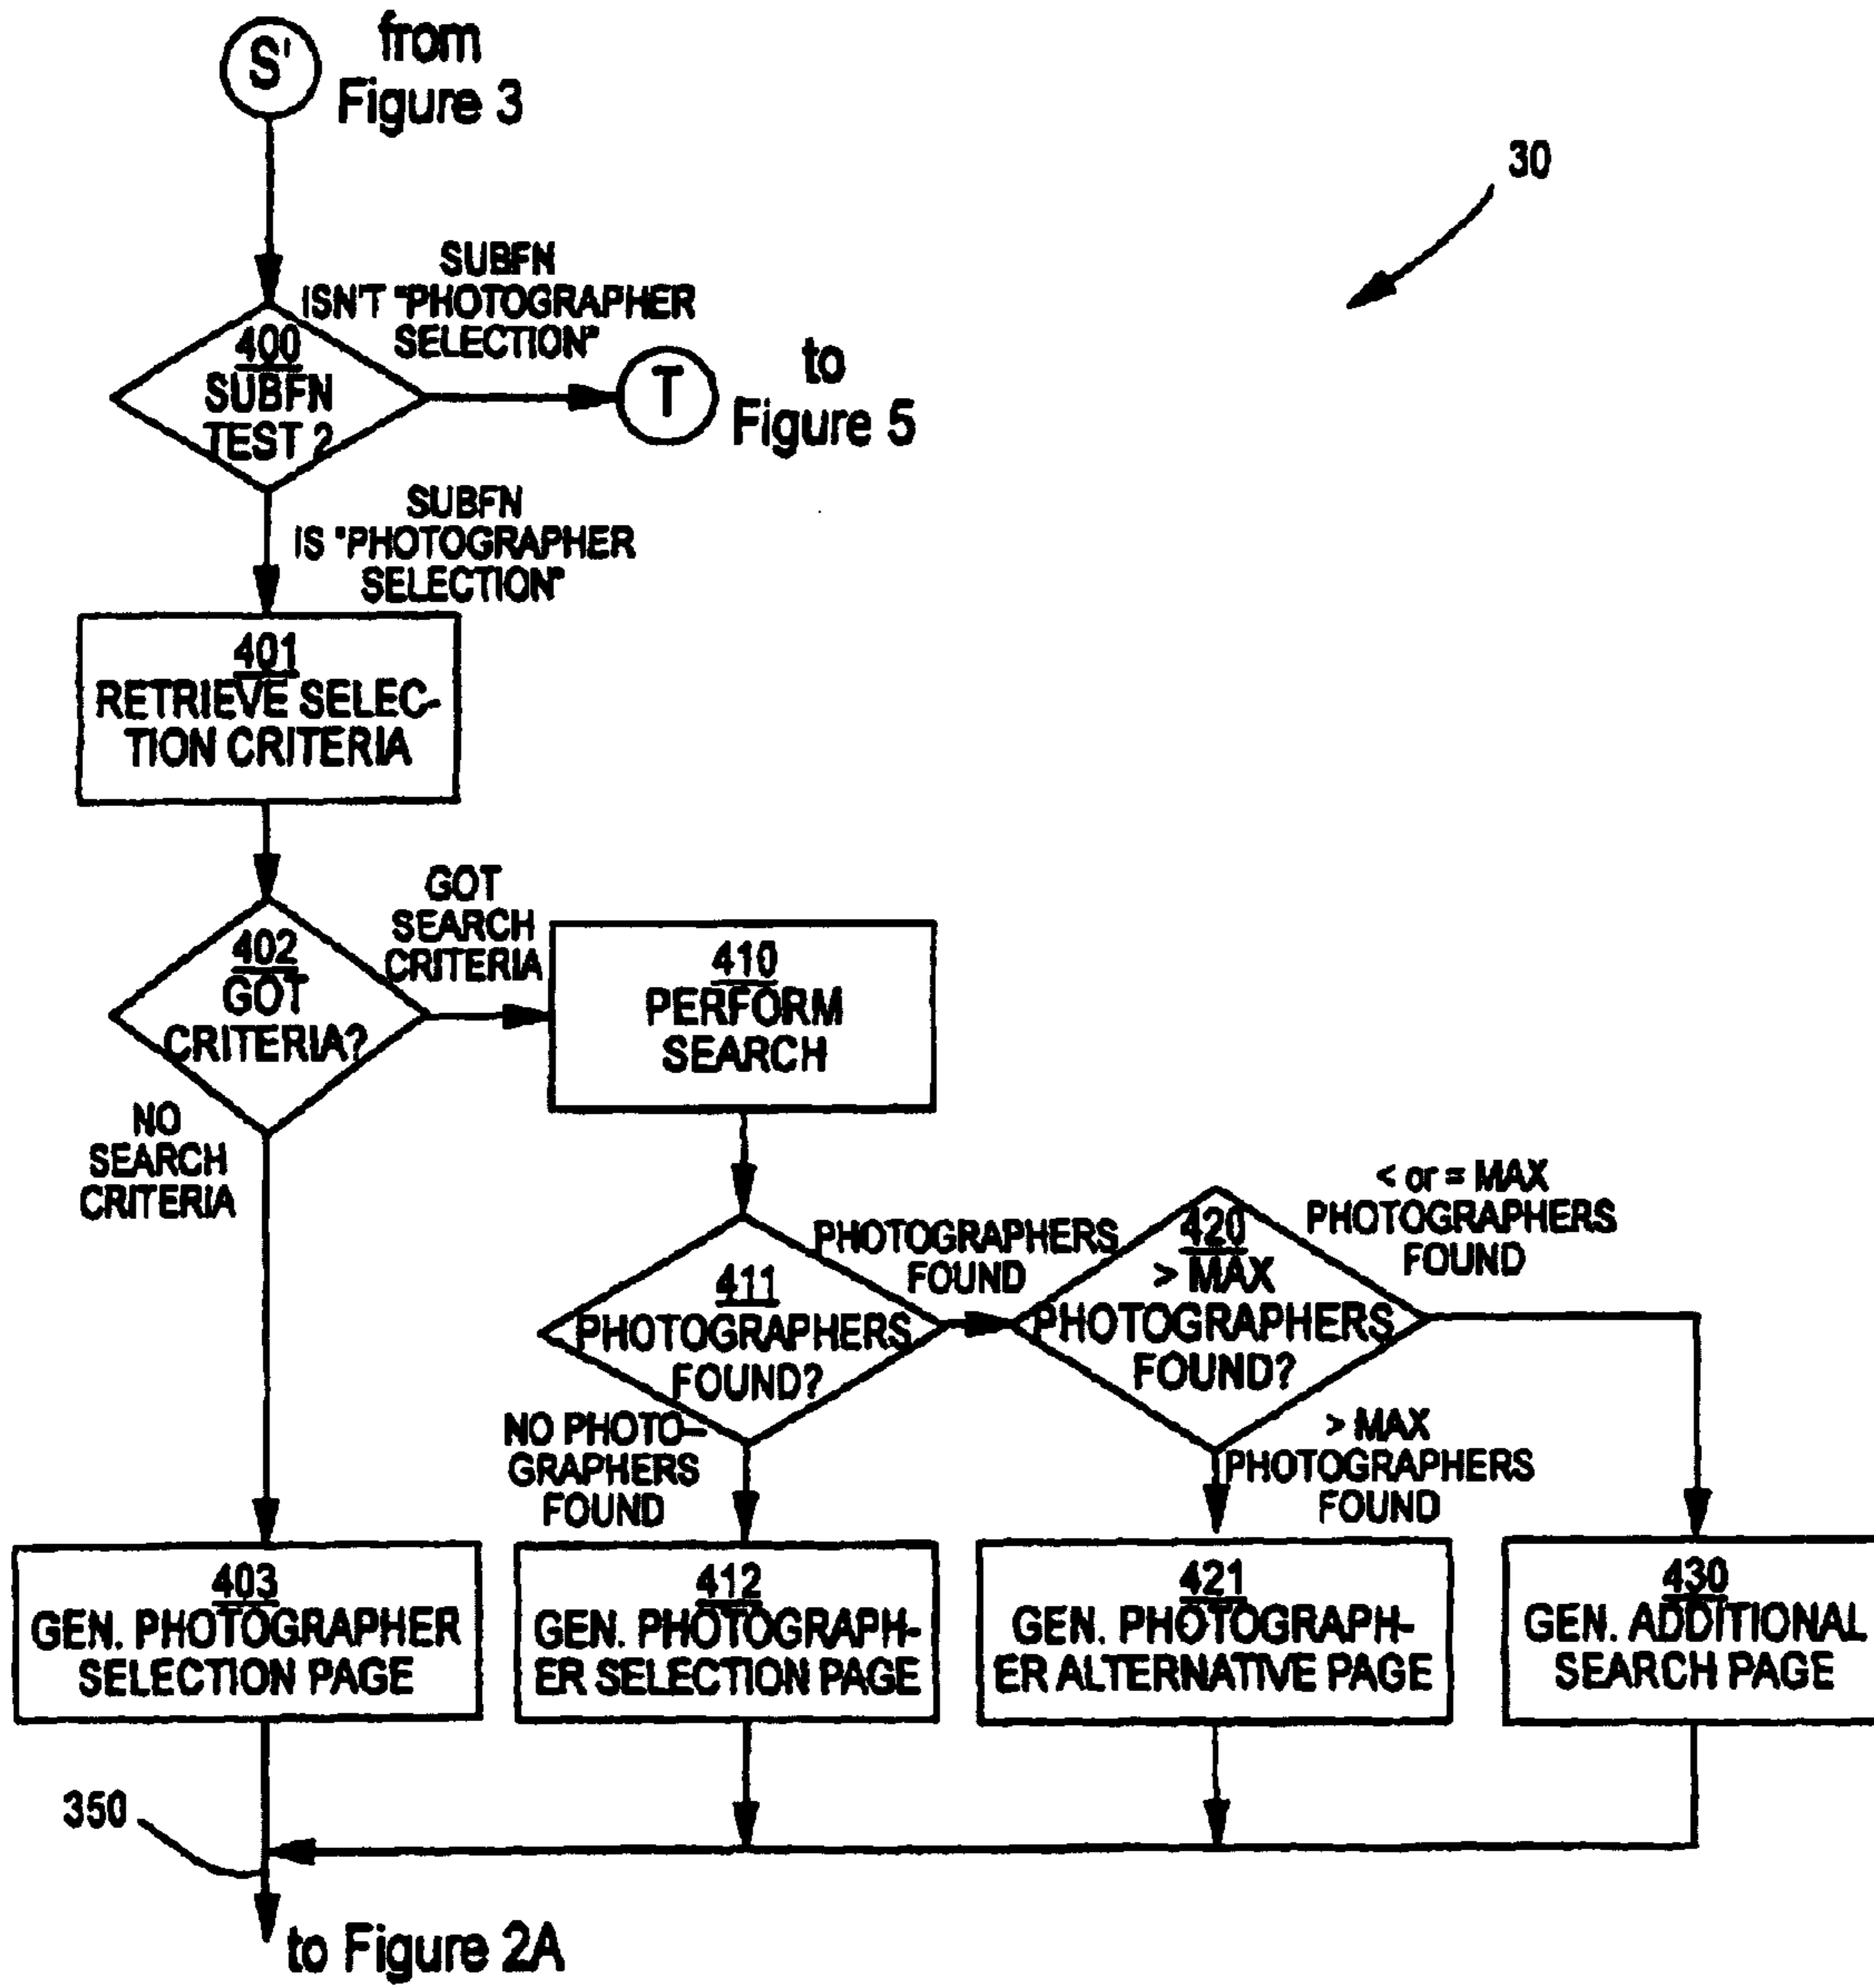 S'
from
Figure 3
30
SUBFN
ISN'T "PHOTOGRAPHER
SELECTION"
400
SUBFN
TEST 2
T
to
Figure 5
SUBFN
IS "PHOTOGRAPHER
SELECTION"
401
RETRIEVE SELEC-
TION CRITERIA
402
GOT
CRITERIA?
GOT
SEARCH
CRITERIA
410
PERFORM
SEARCH
NO
SEARCH
CRITERIA
411
PHOTOGRAPHERS
FOUND?
PHOTOGRAPHERS
FOUND
420
> MAX
PHOTOGRAPHERS
FOUND?
< or = MAX
PHOTOGRAPHERS
FOUND
NO PHOTO-
GRAPHERS
FOUND
> MAX
PHOTOGRAPHERS
FOUND
403
GEN. PHOTOGRAPHER
SELECTION PAGE
412
GEN. PHOTOGRAPH-
ER SELECTION PAGE
421
GEN. PHOTOGRAPH-
ER ALTERNATIVE PAGE
430
GEN. ADDITIONAL
SEARCH PAGE
350
to Figure 2A